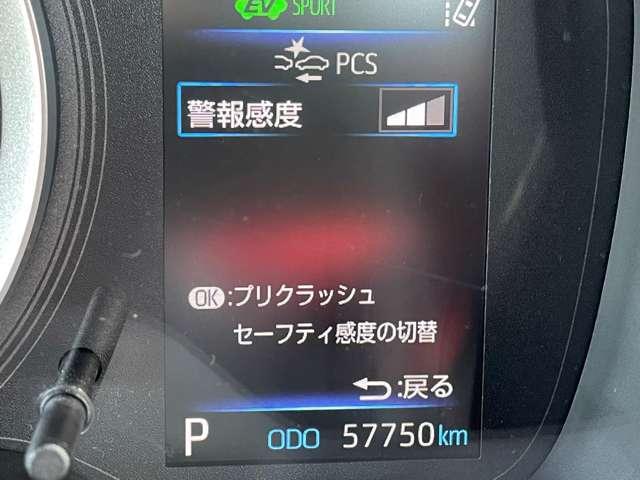 EV SPORT
PCS
警報感度
OK:プリクラッシュ
セーフティ感度の切替
:戻る
P ODO 57750km